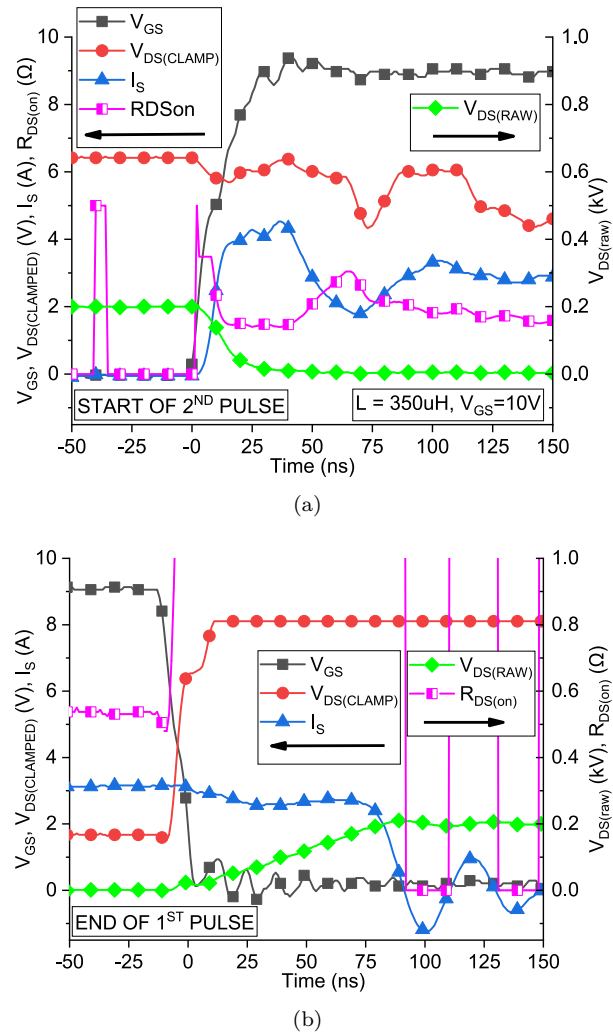 V_GS
V_DS(CLAMP)
I_S
RDSon
V_DS(RAW)
V_GS, V_DS(CLAMPED) (V), I_S (A), R_DS(on) (Ω)
10
8
6
4
2
0
1.0
0.8
0.6
0.4
0.2
0.0
V_DS(raw) (kV)
START OF 2^ND PULSE
L = 350uH, V_GS=10V
-50 -25 0 25 50 75 100 125 150
Time (ns)
(a)
V_GS, V_DS(CLAMPED) (V), I_S (A)
10
8
6
4
2
0
V_GS
V_DS(CLAMP)
I_S
V_DS(RAW)
R_DS(on)
1.0
0.8
0.6
0.4
0.2
0.0
V_DS(raw) (kV), R_DS(on) (Ω)
END OF 1^ST PULSE
-50 -25 0 25 50 75 100 125 150
Time (ns)
(b)